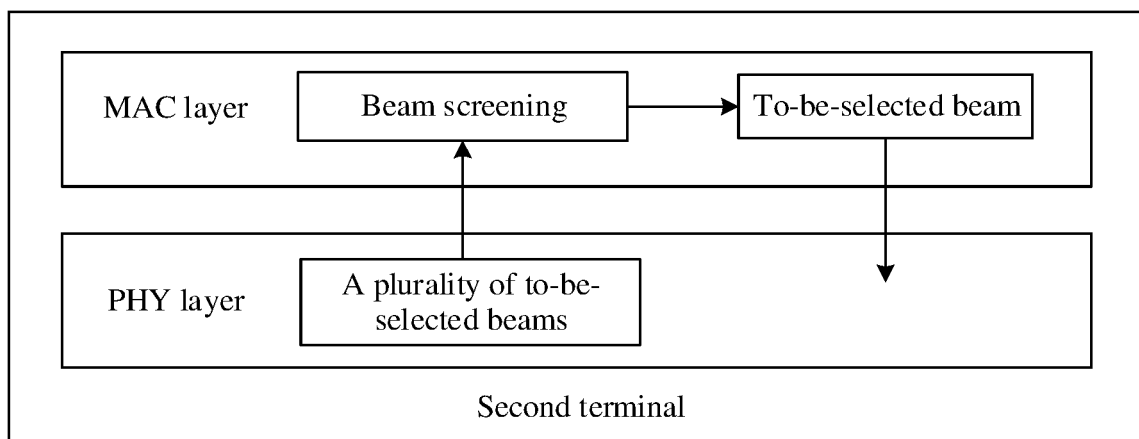 MAC layer
Beam screening
To-be-selected beam
PHY layer
A plurality of to-be-
selected beams
Second terminal